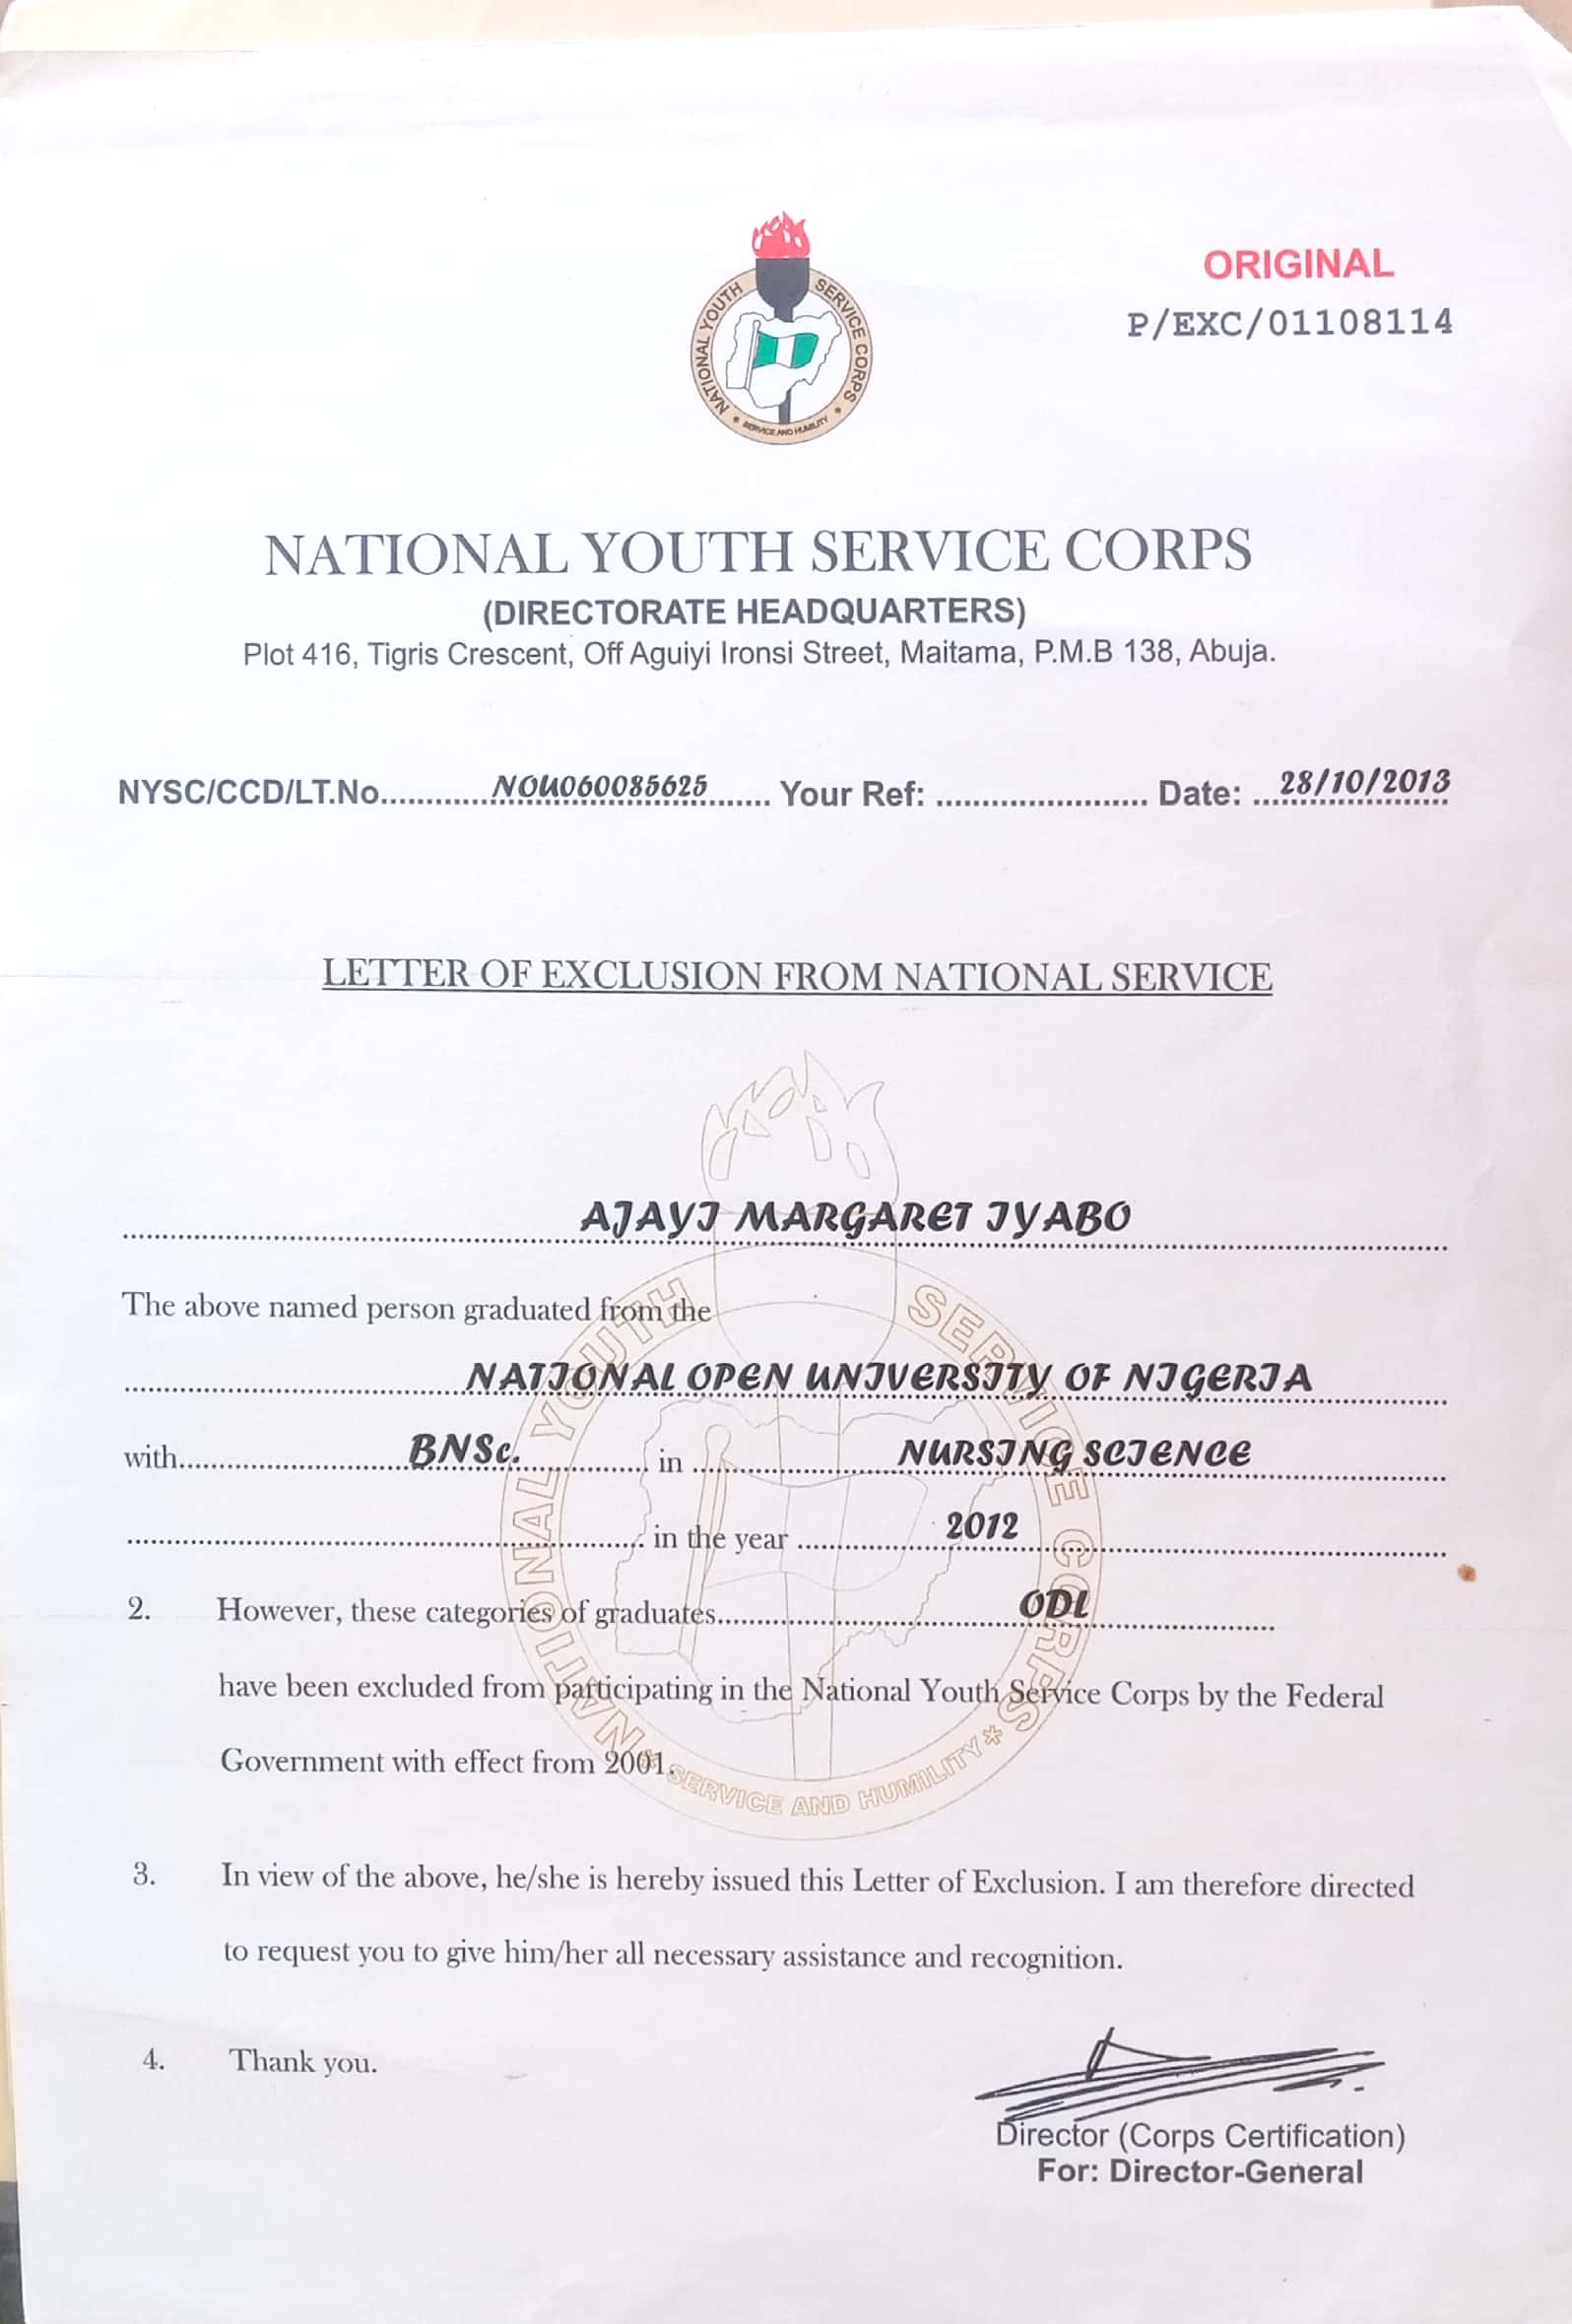 NATIONAL YOUTH SERVICE CORPS
* SERVICE AND HUMILITY *
ORIGINAL
P/EXC/01108114
NATIONAL YOUTH SERVICE CORPS
(DIRECTORATE HEADQUARTERS)
Plot 416, Tigris Crescent, Off Aguiyi Ironsi Street, Maitama, P.M.B 138, Abuja.
NYSC/CCD/LT.No............NOU060085625....... Your Ref: ....................... Date: ...28/10/2013
LETTER OF EXCLUSION FROM NATIONAL SERVICE
AJAYI MARGARET IYABO
The above named person graduated from the
NATIONAL OPEN UNIVERSITY OF NIGERIA
with.........................BNSc............... in .......................NURSING SCIENCE
in the year ................2012
2. However, these categories of graduates.................................ODL....................
have been excluded from participating in the National Youth Service Corps by the Federal
Government with effect from 2001.
NATIONAL YOUTH SERVICE CORPS
* SERVICE AND HUMILITY *
3. In view of the above, he/she is hereby issued this Letter of Exclusion. I am therefore directed
to request you to give him/her all necessary assistance and recognition.
4. Thank you.
Director (Corps Certification)
For: Director-General